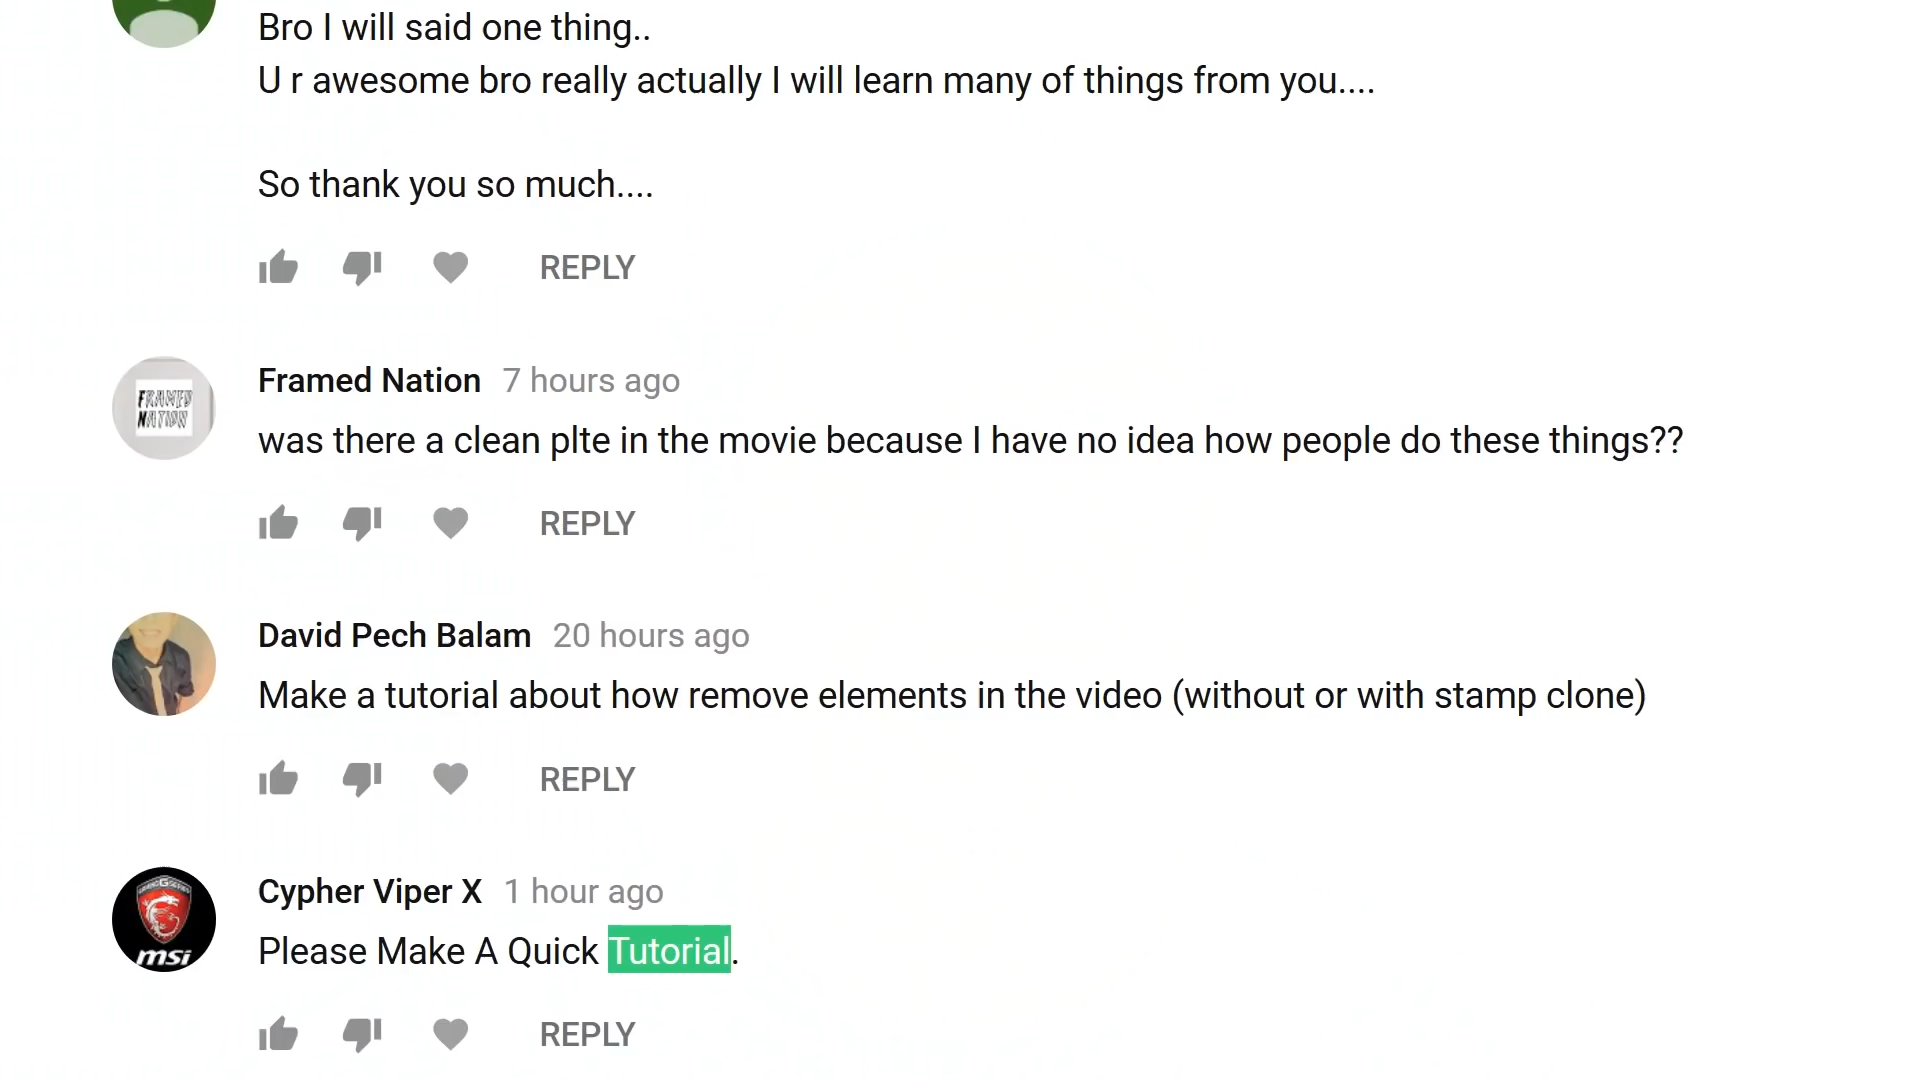 Bro I will said one thing..
U r awesome bro really actually I will learn many of things from you....
So thank you so much....
REPLY
FRAMED
NATION
Framed Nation 7 hours ago
was there a clean plte in the movie because I have no idea how people do these things??
REPLY
David Pech Balam 20 hours ago
Make a tutorial about how remove elements in the video (without or with stamp clone)
REPLY
msi
Cypher Viper X 1 hour ago
Please Make A Quick Tutorial.
REPLY